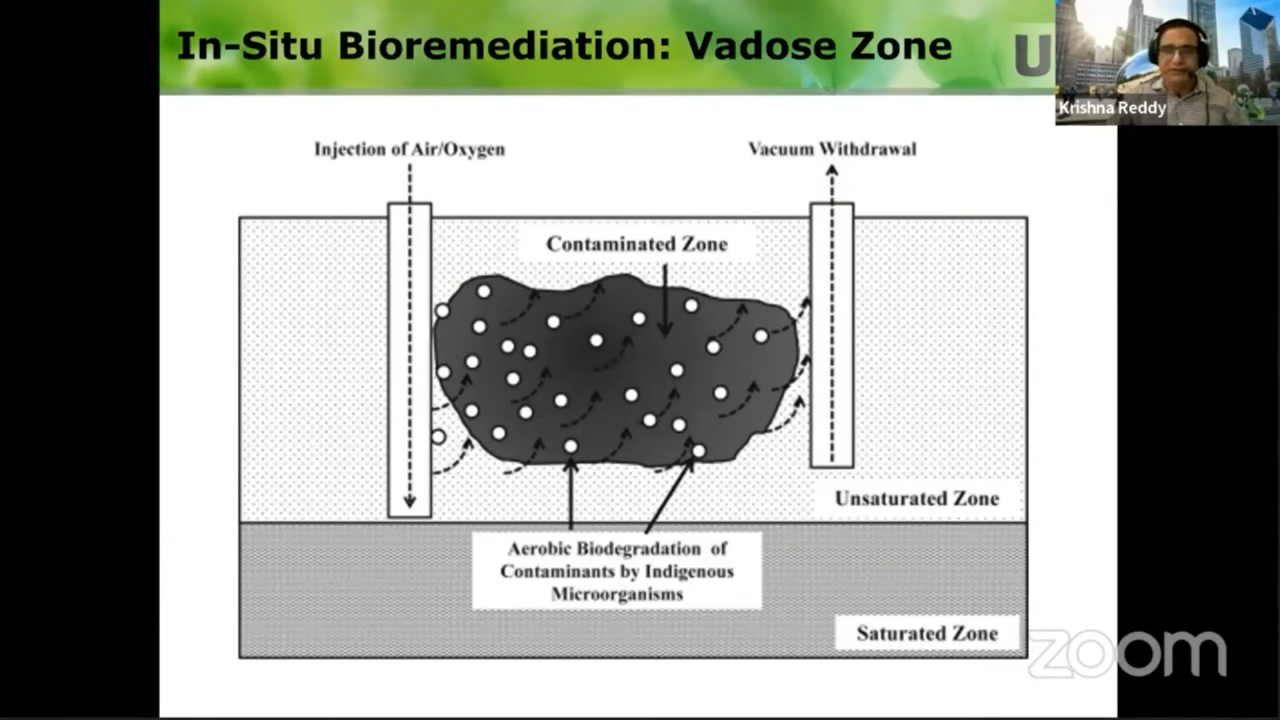 In-Situ Bioremediation: Vadose Zone
U
Krishna Reddy
Injection of Air/Oxygen
Vacuum Withdrawal
Contaminated Zone
Unsaturated Zone
Aerobic Biodegradation of
Contaminants by Indigenous
Microorganisms
Saturated Zone
zoom